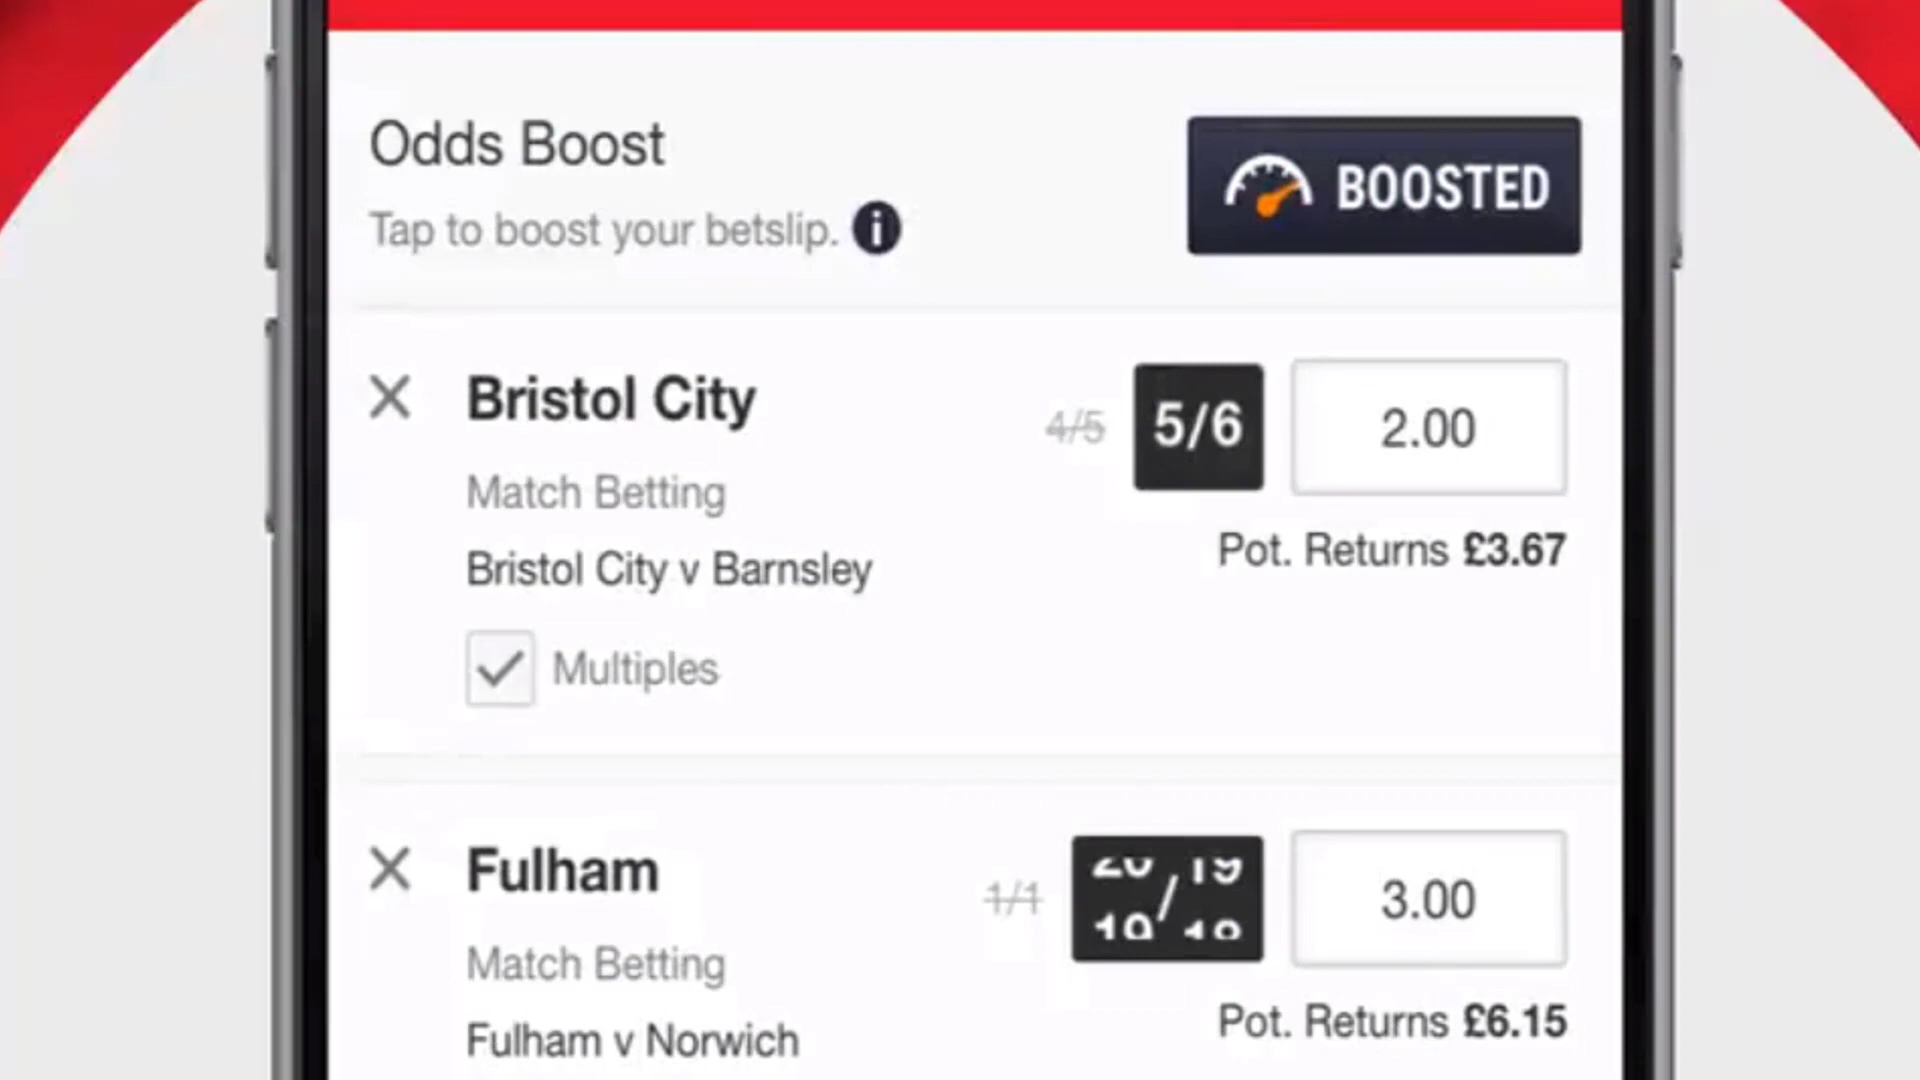 Odds Boost
BOOSTED
Tap to boost your betslip. i
Bristol City
4/5 5/6 2.00
Match Betting
Pot. Returns £3.67
Bristol City v Barnsley
Multiples
Fulham
1/1 3.00
Match Betting
Pot. Returns £6.15
Fulham v Norwich